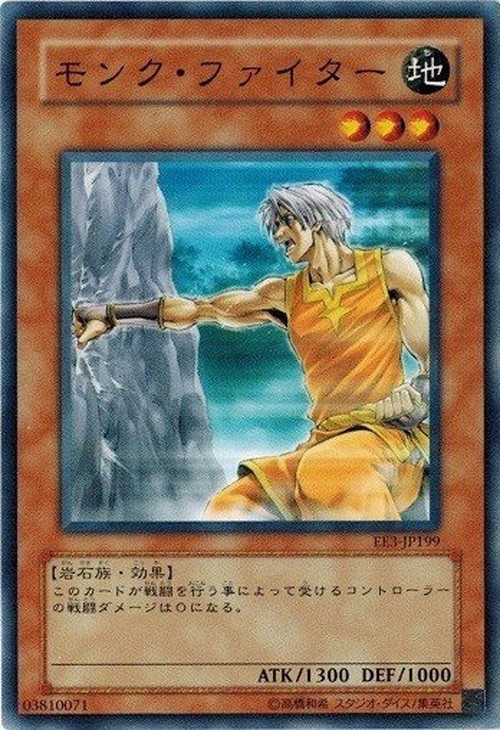 モンク・ファイター 地
EE3-JP199
【岩石族・効果】
このカードが戦闘を行う事によって受けるコントローラー
の戦闘ダメージは０になる。
ATK/1300 DEF/1000
03810071 ©高橋和希 スタジオ・ダイス/集英社